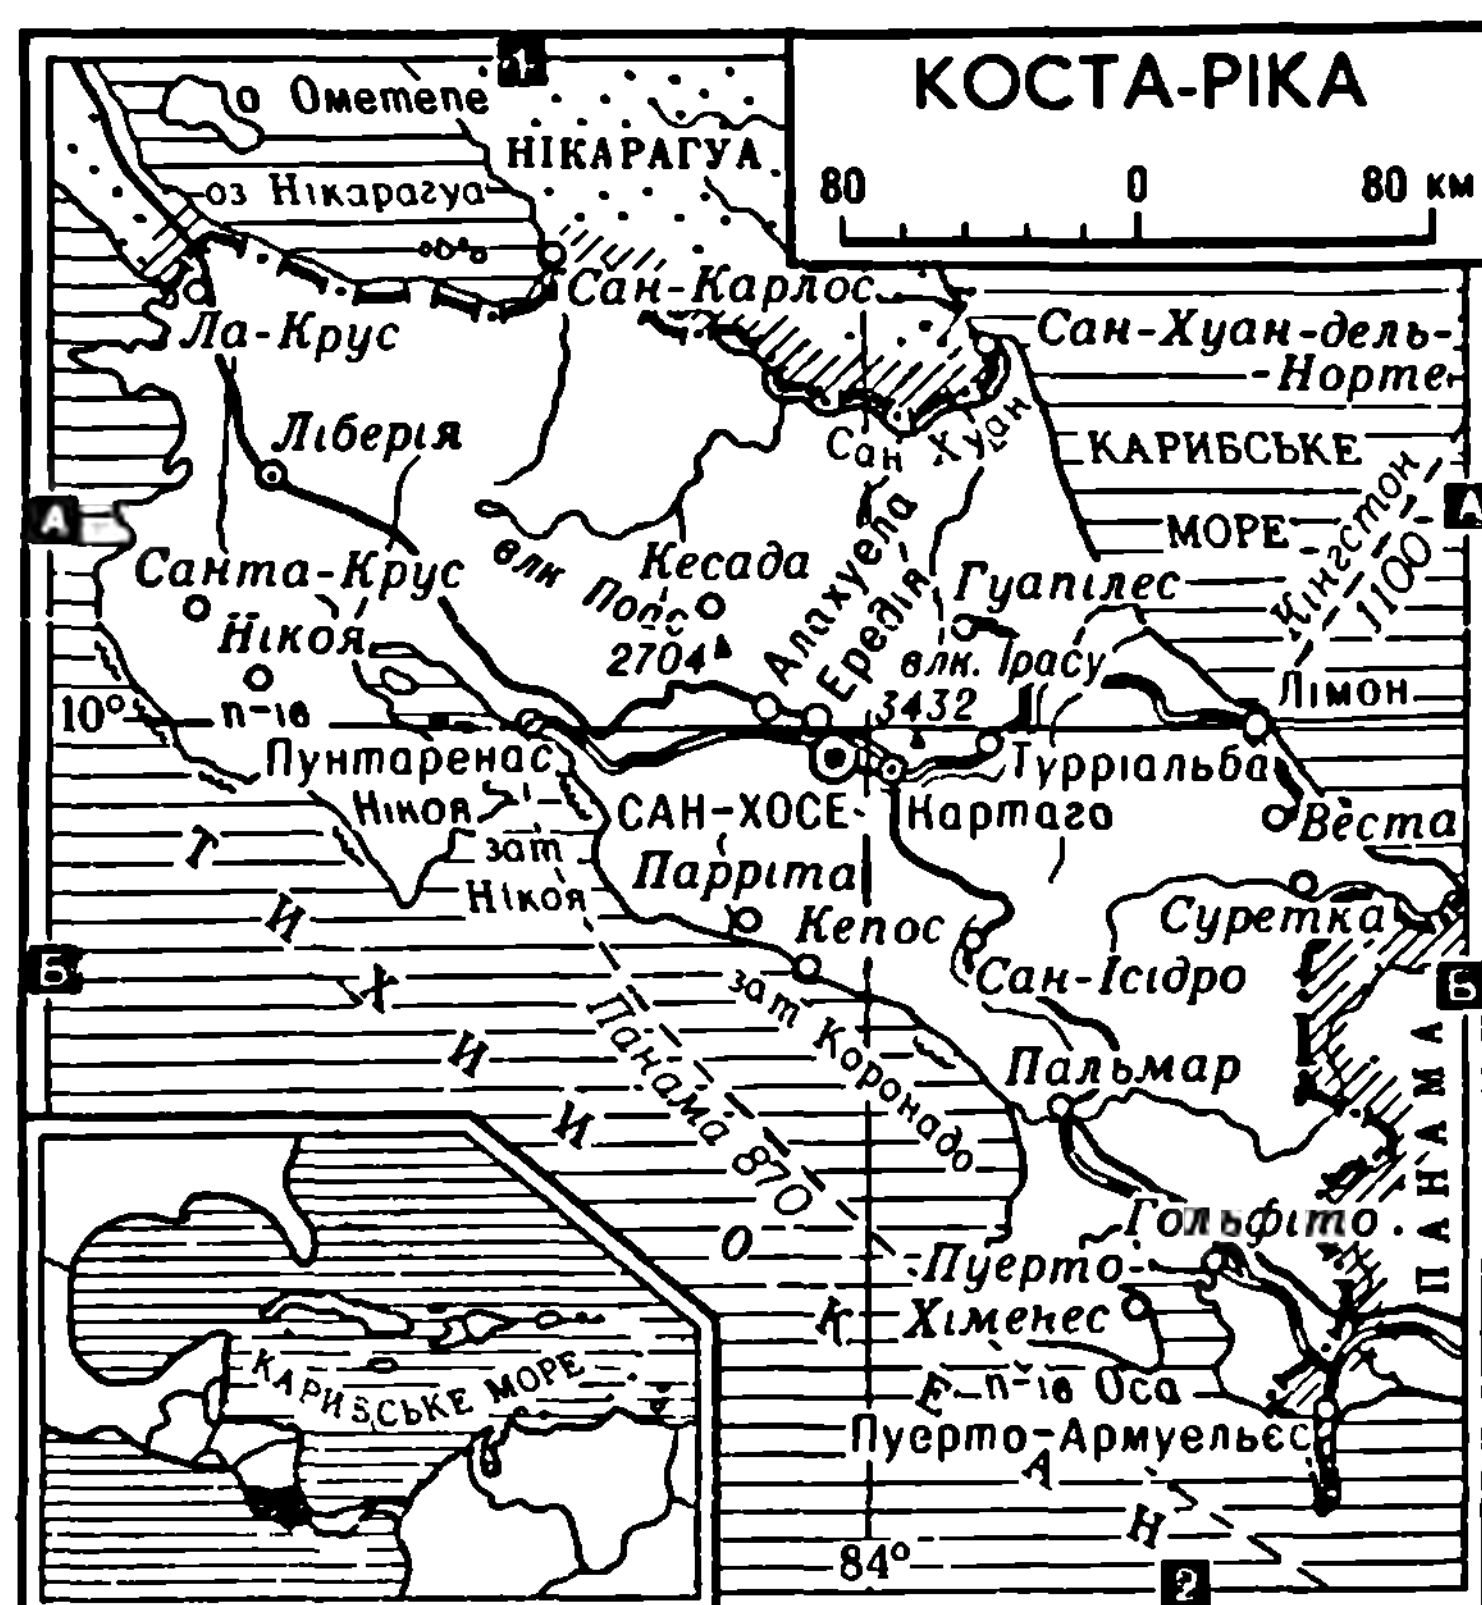 1
КОСТА-РІКА
80 0 80 км
о Ометепе
НІКАРАГУА
оз Нікарагуа
Сан-Карлос
Ла-Крус
Сан-Хуан-дель-
-Норте
Ліберія
Сан Хуан
КАРИБСЬКЕ
МОРЕ
Кінгстон
1100
А
А
Санта-Крус
влк Поас
2704
Кесада
Алахуела
Ередія
Гуапілес
Нікоя
влк. Ірасу
3432
Лімон
10°
п-ів
Нікоя
Пунтаренас
САН-ХОСЕ
Картаго
Турріальба
Веста
зат
Нікоя
Парріта
Кепос
Суретка
Сан-Ісідро
Б
Б
зат Коронадо
Панама 870
Пальмар
ПАНАМА
Гольфіто
Пуерто-
Хіменес
п-ів Оса
Пуерто-Армуельєс
ТИХИЙ
ОКЕАН
КАРИБСЬКЕ МОРЕ
84°
2